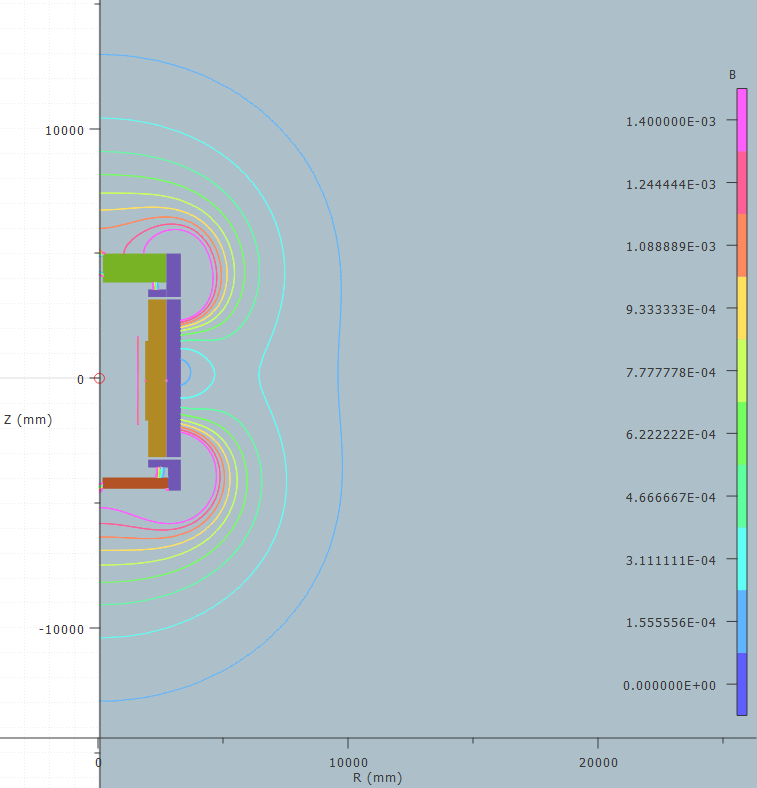 B
1.400000E-03
10000
1.244444E-03
1.088889E-03
9.333333E-04
0
7.777778E-04
Z (mm)
6.222222E-04
4.666667E-04
3.111111E-04
-10000
1.555556E-04
0.000000E+00
0
10000
20000
R (mm)